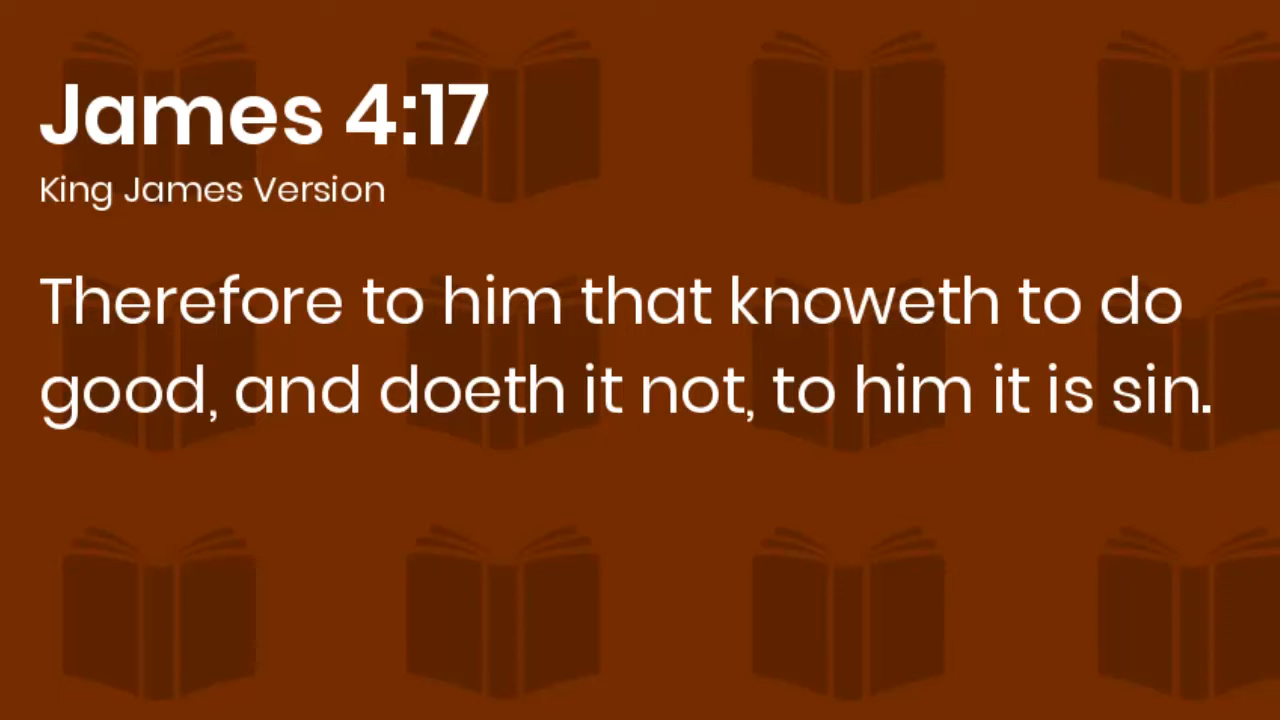 James 4:17
King James Version
Therefore to him that knoweth to do
good, and doeth it not, to him it is sin.